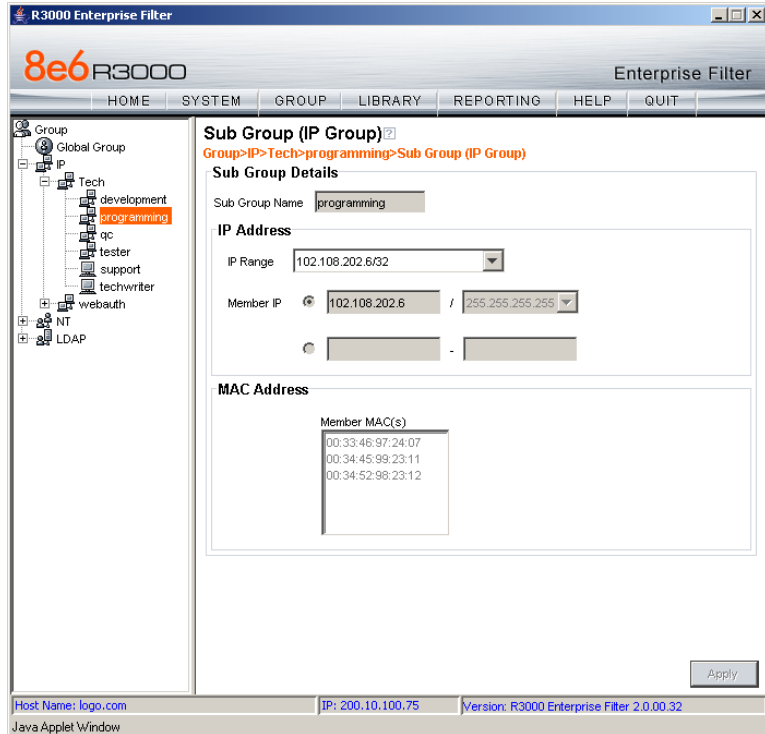 R3000 Enterprise Filter
8e6 R3000
Enterprise Filter
HOME SYSTEM GROUP LIBRARY REPORTING HELP QUIT
Group
Global Group
IP
Tech
development
programming
qc
tester
support
techwriter
webauth
NT
LDAP
Sub Group (IP Group)?
Group>IP>Tech>programming>Sub Group (IP Group)
Sub Group Details
Sub Group Name programming
IP Address
IP Range 102.108.202.6/32
Member IP 102.108.202.6 / 255.255.255.255
-
MAC Address
Member MAC(s)
00:33:46:97:24:07
00:34:45:99:23:11
00:34:52:98:23:12
Apply
Host Name: logo.com IP: 200.10.100.75 Version: R3000 Enterprise Filter 2.0.00.32
Java Applet Window